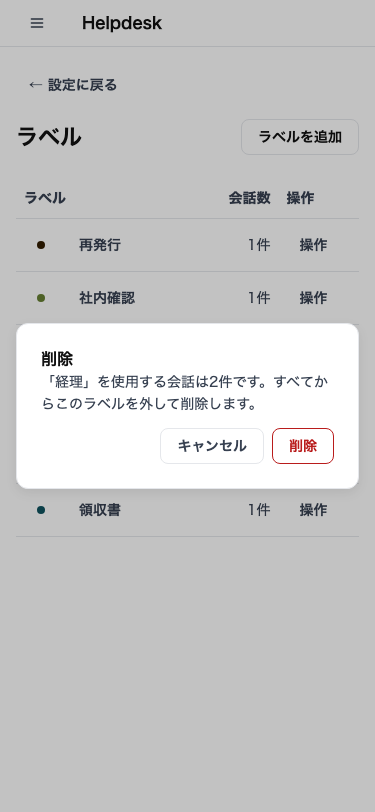 Helpdesk
← 設定に戻る
ラベル
ラベルを追加
ラベル 会話数 操作
再発行 1件 操作
社内確認 1件 操作
削除
「経理」を使用する会話は2件です。すべてか
らこのラベルを外して削除します。
キャンセル 削除
領収書 1件 操作